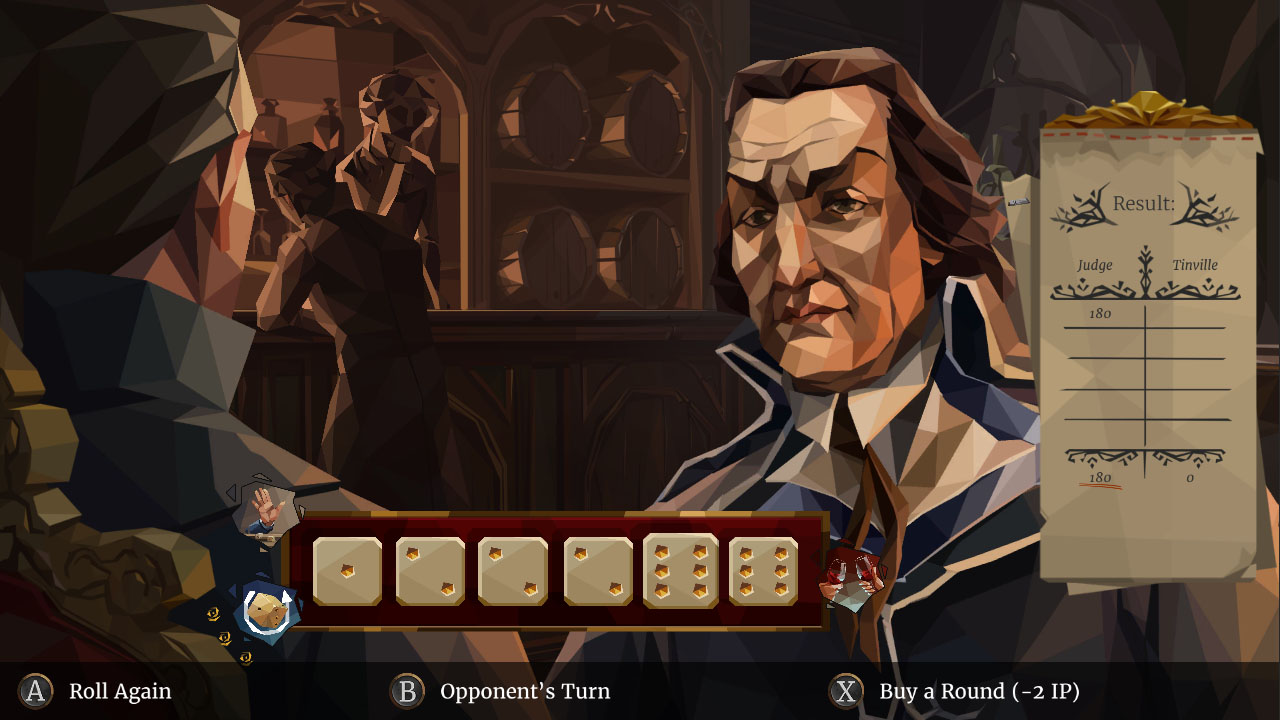 Result:
Judge Tinville
180
180 0
A Roll Again B Opponent's Turn X Buy a Round (-2 IP)